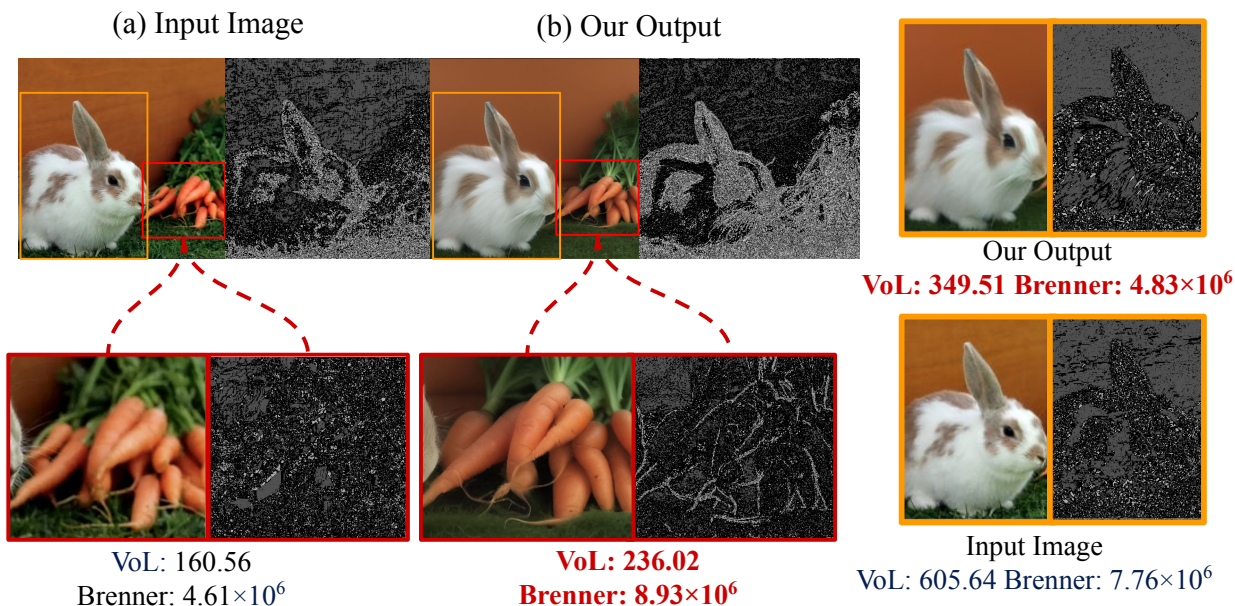 (a) Input Image
(b) Our Output
Our Output
VoL: 349.51 Brenner: 4.83×10⁶
Input Image
VoL: 605.64 Brenner: 7.76×10⁶
VoL: 160.56
Brenner: 4.61×10⁶
VoL: 236.02
Brenner: 8.93×10⁶